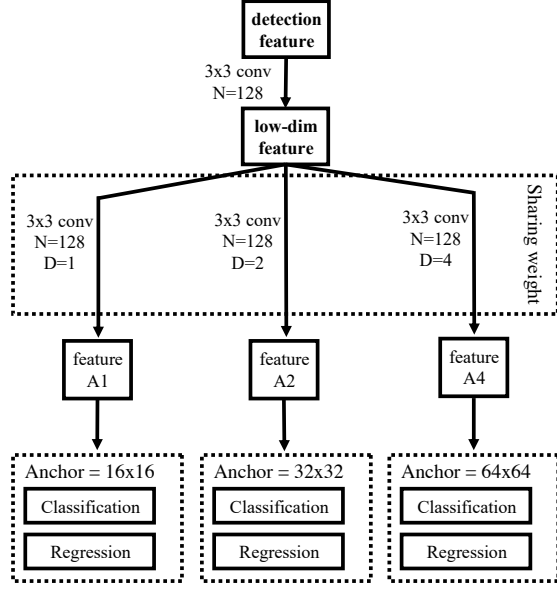 detection
feature
3x3 conv
N=128
low-dim
feature
3x3 conv
N=128
D=1
3x3 conv
N=128
D=2
3x3 conv
N=128
D=4
Sharing weight
feature
A1
feature
A2
feature
A4
Anchor = 16x16
Classification
Regression
Anchor = 32x32
Classification
Regression
Anchor = 64x64
Classification
Regression